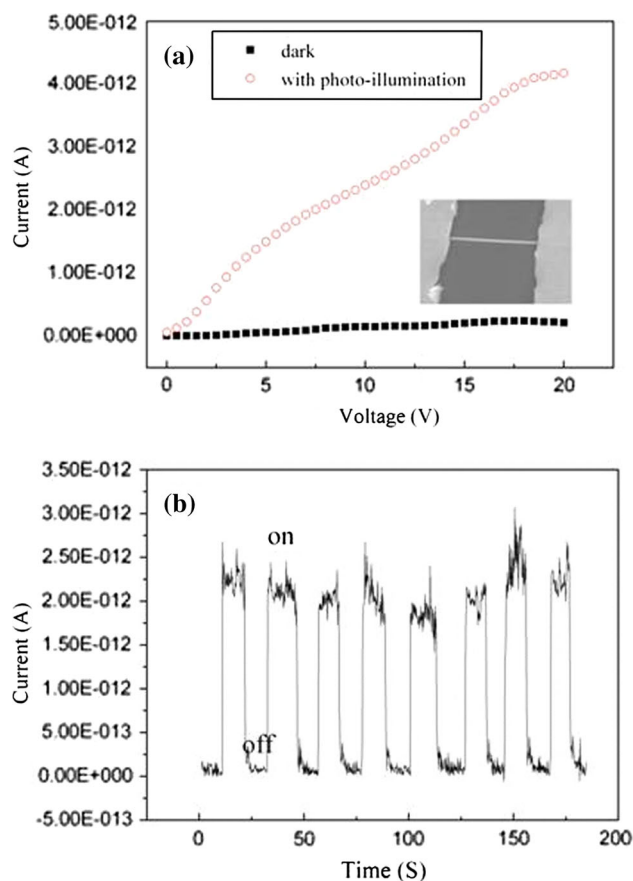 5.00E-012
(a)
dark
with photo-illumination
4.00E-012
3.00E-012
2.00E-012
1.00E-012
0.00E+000
Current (A)
0 5 10 15 20
Voltage (V)
3.50E-012
(b)
3.00E-012
on
2.50E-012
2.00E-012
1.50E-012
1.00E-012
5.00E-013
off
0.00E+000
-5.00E-013
Current (A)
0 50 100 150 200
Time (S)